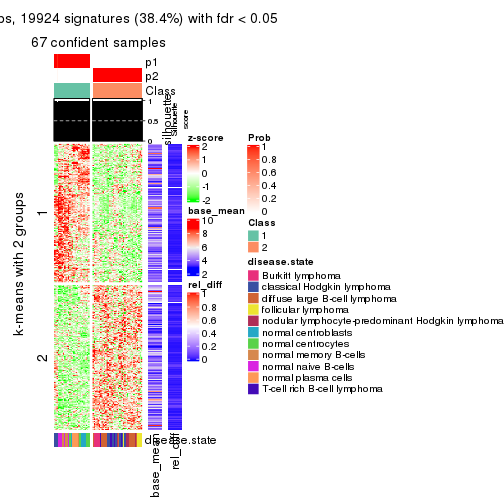 ps, 19924 signatures (38.4%) with fdr < 0.05
67 confident samples
p1
p2
Class
1
0.5
0
silhouette
Silhouette
score
k-means with 2 groups
1
2
disease.state
base_mean
rel_diff
z-score
2
1
0
-1
-2
base_mean
10
8
6
4
2
rel_diff
1
0.8
0.6
0.4
0.2
0
Prob
1
0.8
0.6
0.4
0.2
0
Class
1
2
disease.state
Burkitt lymphoma
classical Hodgkin lymphoma
diffuse large B-cell lymphoma
follicular lymphoma
nodular lymphocyte-predominant Hodgkin lymphoma
normal centroblasts
normal centrocytes
normal memory B-cells
normal naive B-cells
normal plasma cells
T-cell rich B-cell lymphoma